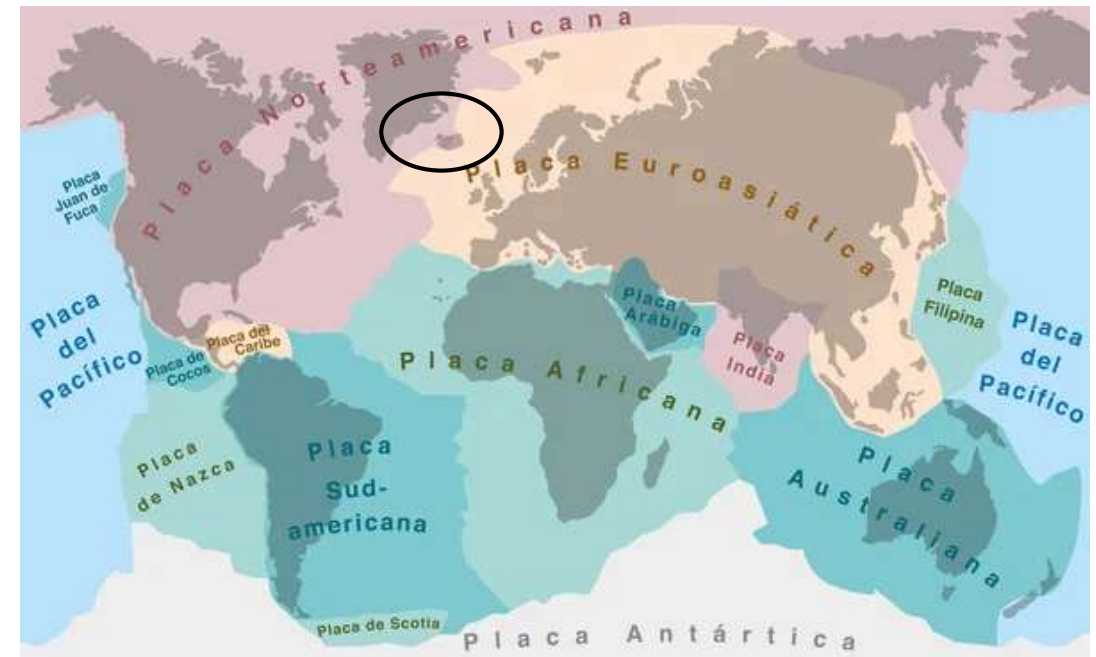 Placa Norteamericana
Placa Euroasiática
Placa
Juan de
Fuca
Placa
del
Pacífico
Placa de
Cocos
Placa del
Caribe
Placa
de Nazca
Placa
Sud-
americana
Placa de Scotia
Placa Africana
Placa
Arábiga
Placa
India
Placa
Filipina
Placa
del
Pacífico
Placa
Australiana
Placa Antártica